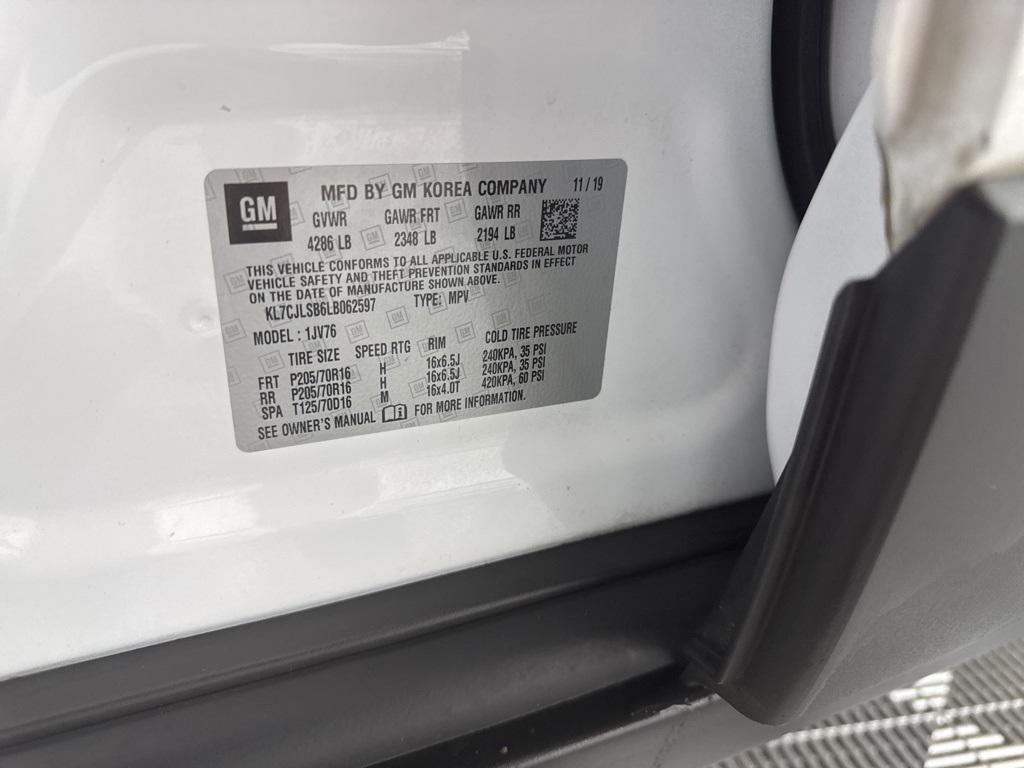 GM MFD BY GM KOREA COMPANY 11 / 19
GVWR GAWR FRT GAWR RR
4286 LB 2348 LB 2194 LB
THIS VEHICLE CONFORMS TO ALL APPLICABLE U.S. FEDERAL MOTOR
VEHICLE SAFETY AND THEFT PREVENTION STANDARDS IN EFFECT
ON THE DATE OF MANUFACTURE SHOWN ABOVE.
KL7CJLSB6LB062597 TYPE: MPV
MODEL: 1JV76
TIRE SIZE SPEED RTG RIM COLD TIRE PRESSURE
FRT P205/70R16 H 16x6.5J 240KPA, 35 PSI
RR P205/70R16 H 16x6.5J 240KPA, 35 PSI
SPA T125/70D16 M 16x4.0T 420KPA, 60 PSI
SEE OWNER'S MANUAL FOR MORE INFORMATION.